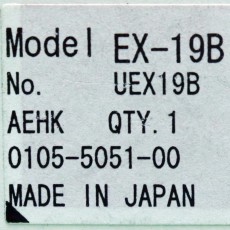 Model EX-19B
No. UEX19B
AEHK QTY. 1
0105-5051-00
MADE IN JAPAN